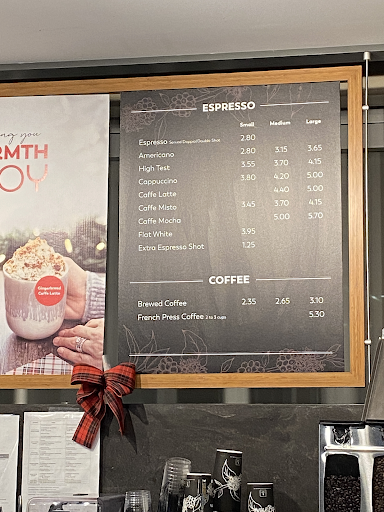 ng you
RMTH
OY
Gingerbread
Caffe Latte
ESPRESSO
Small Medium Large
Espresso 2.80
Americano 2.80 3.15 3.65
High Test 3.55 3.70 4.15
Cappuccino 3.80 4.20 5.00
Caffe Latte 4.40 5.00
Caffe Misto 3.45 3.70 4.15
Caffe Mocha 5.00 5.70
Flat White 3.95
Extra Espresso Shot 1.25
COFFEE
Brewed Coffee 2.35 2.65 3.10
French Press Coffee 2 to 3 cups 5.30